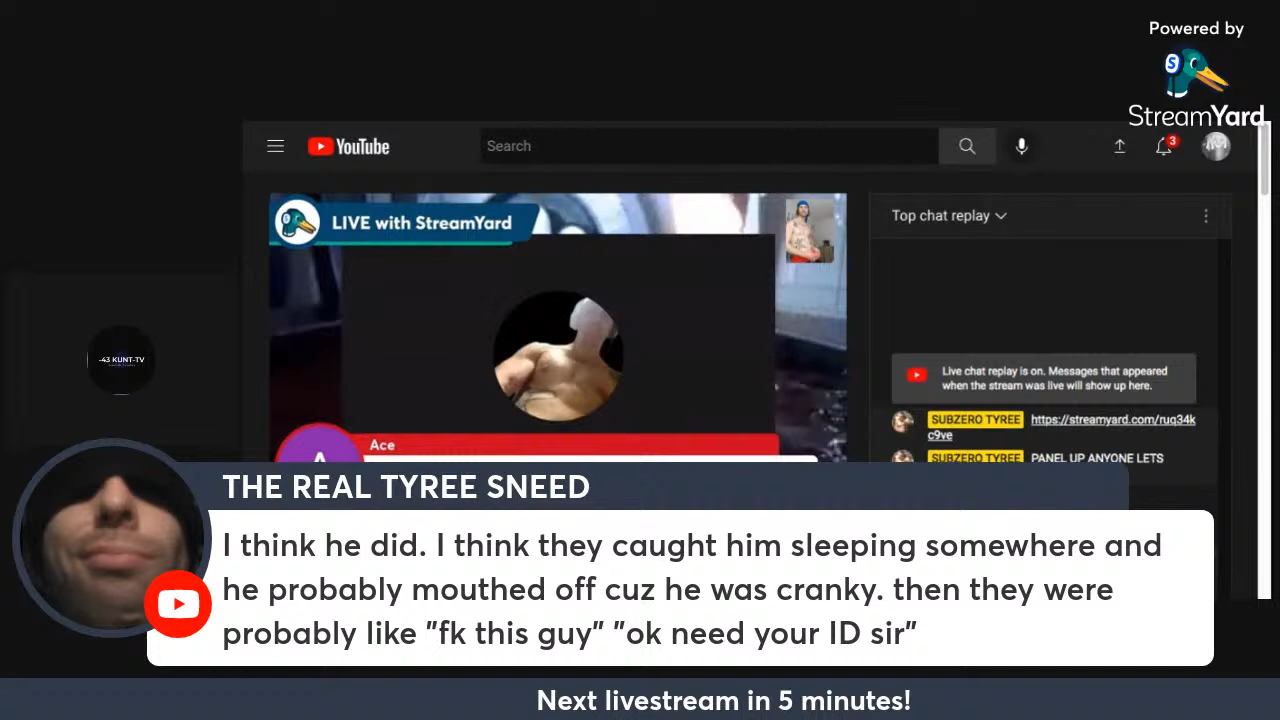 Powered by
StreamYard
YouTube
Search
3
LIVE with StreamYard
Top chat replay
-43 KUNT-TV
Live chat replay is on. Messages that appeared
when the stream was live will show up here.
SUBZERO TYREE https://streamyard.com/ruq34k
c9ve
SUBZERO TYREE PANEL UP ANYONE LETS
Ace
A
THE REAL TYREE SNEED
I think he did. I think they caught him sleeping somewhere and
he probably mouthed off cuz he was cranky. then they were
probably like "fk this guy" "ok need your ID sir"
Next livestream in 5 minutes!